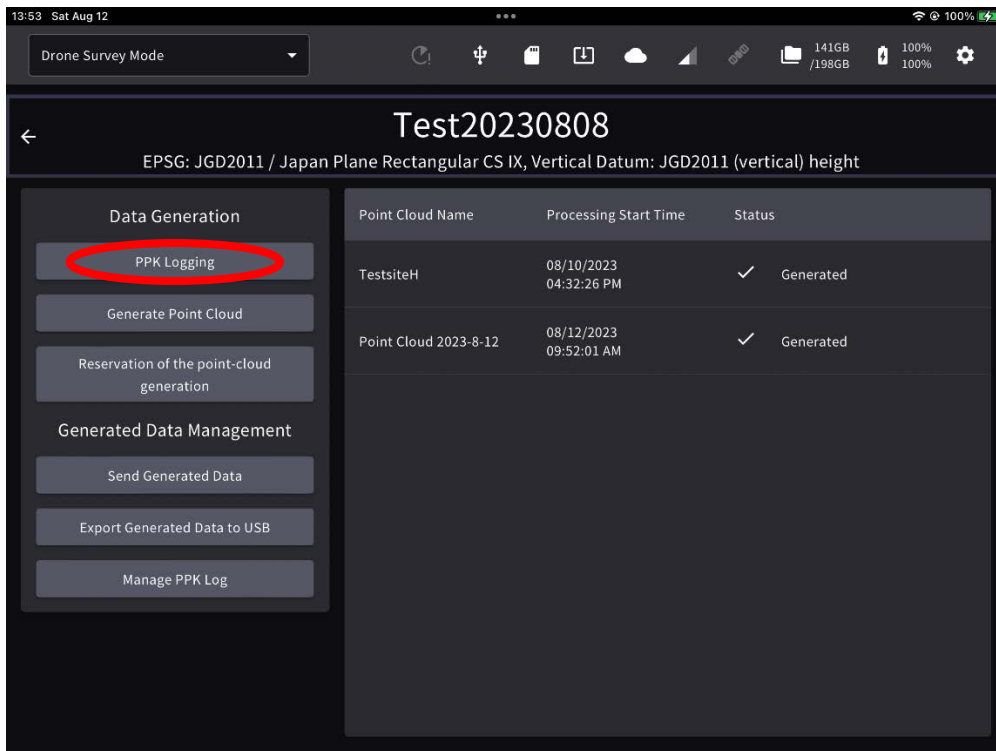 13:53 Sat Aug 12
100%
Drone Survey Mode
141GB
/198GB
100%
100%
Test20230808
EPSG: JGD2011 / Japan Plane Rectangular CS IX, Vertical Datum: JGD2011 (vertical) height
Data Generation
PPK Logging
Generate Point Cloud
Reservation of the point-cloud
generation
Generated Data Management
Send Generated Data
Export Generated Data to USB
Manage PPK Log
Point Cloud Name Processing Start Time Status
TestsiteH
08/10/2023
04:32:26 PM
Generated
Point Cloud 2023-8-12
08/12/2023
09:52:01 AM
Generated